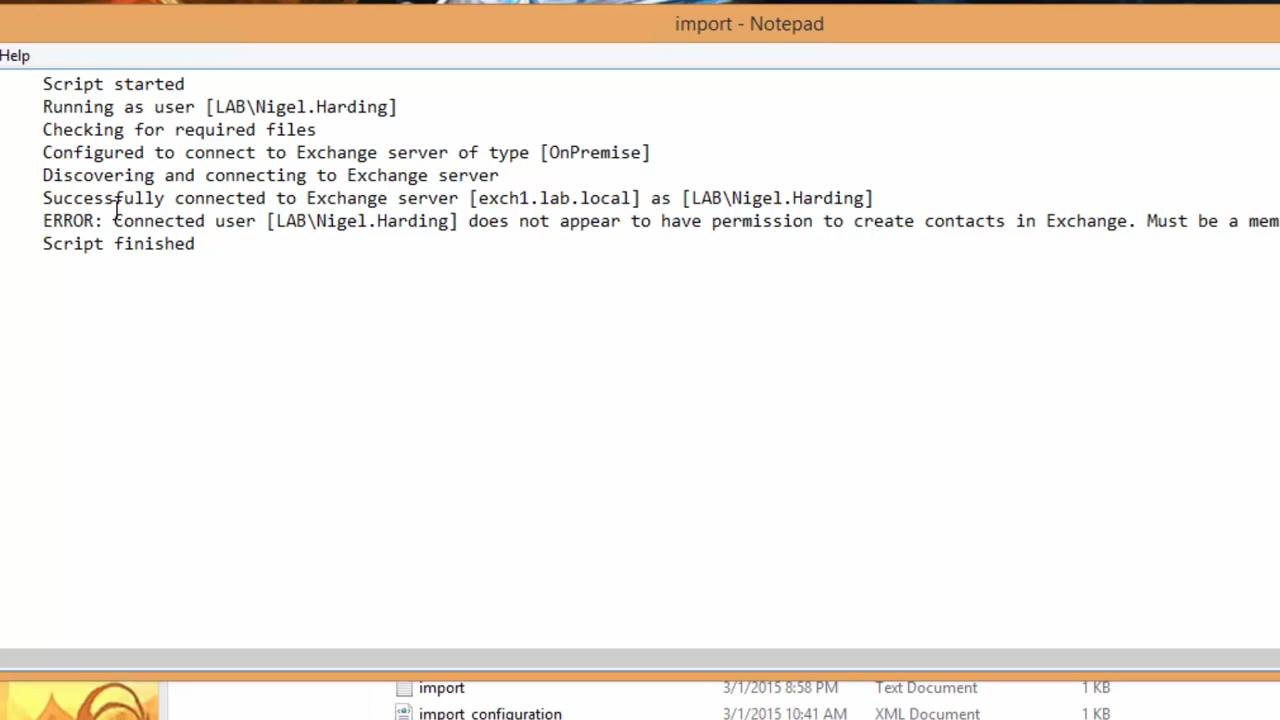 import - Notepad
Help
Script started
Running as user [LAB\Nigel.Harding]
Checking for required files
Configured to connect to Exchange server of type [OnPremise]
Discovering and connecting to Exchange server
Successfully connected to Exchange server [exch1.lab.local] as [LAB\Nigel.Harding]
ERROR: Connected user [LAB\Nigel.Harding] does not appear to have permission to create contacts in Exchange. Must be a mem
Script finished
import 3/1/2015 8:58 PM Text Document 1 KB
import_configuration 3/1/2015 10:41 AM XML Document 1 KB